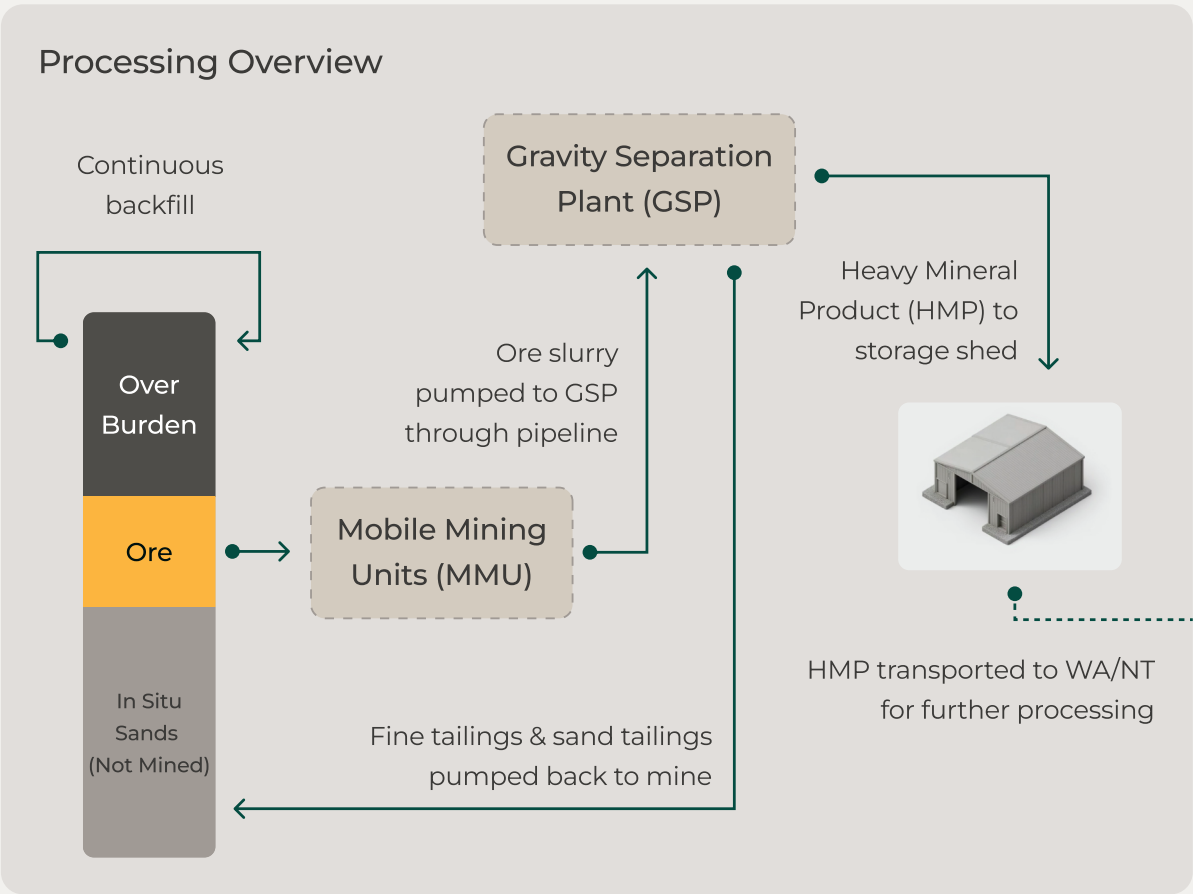 Processing Overview
Continuous
backfill
Gravity Separation
Plant (GSP)
Heavy Mineral
Product (HMP) to
storage shed
Over
Burden
Ore slurry
pumped to GSP
through pipeline
Ore
Mobile Mining
Units (MMU)
In Situ
Sands
(Not Mined)
Fine tailings & sand tailings
pumped back to mine
HMP transported to WA/NT
for further processing